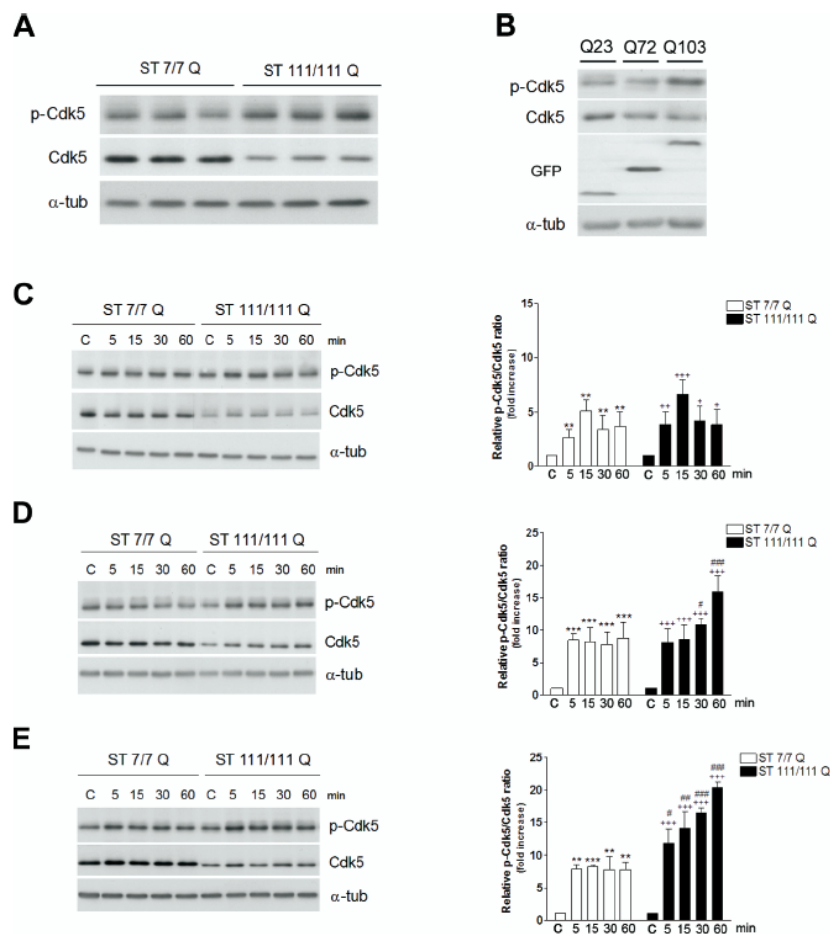 A
ST 7/7 Q ST 111/111 Q
p-Cdk5
Cdk5
α-tub
B
Q23 Q72 Q103
p-Cdk5
Cdk5
GFP
α-tub
C
ST 7/7 Q ST 111/111 Q
C 5 15 30 60 C 5 15 30 60 min
p-Cdk5
Cdk5
α-tub
ST 7/7 Q
ST 111/111 Q
Relative p-Cdk5/Cdk5 ratio
(fold increase)
15
10
5
0
** ** ** ** ++ +++ + +
C 5 15 30 60 C 5 15 30 60 min
D
ST 7/7 Q ST 111/111 Q
C 5 15 30 60 C 5 15 30 60 min
p-Cdk5
Cdk5
α-tub
ST 7/7 Q
ST 111/111 Q
Relative p-Cdk5/Cdk5 ratio
(fold increase)
25
20
15
10
5
0
# ###
*** *** *** *** +++ +++ +++ +++
C 5 15 30 60 C 5 15 30 60 min
E
ST 7/7 Q ST 111/111 Q
C 5 15 30 60 C 5 15 30 60 min
p-Cdk5
Cdk5
α-tub
ST 7/7 Q
ST 111/111 Q
Relative p-Cdk5/Cdk5 ratio
(fold increase)
25
20
15
10
5
0
# ## ### ###
** *** ** ** +++ +++ +++ +++
C 5 15 30 60 C 5 15 30 60 min